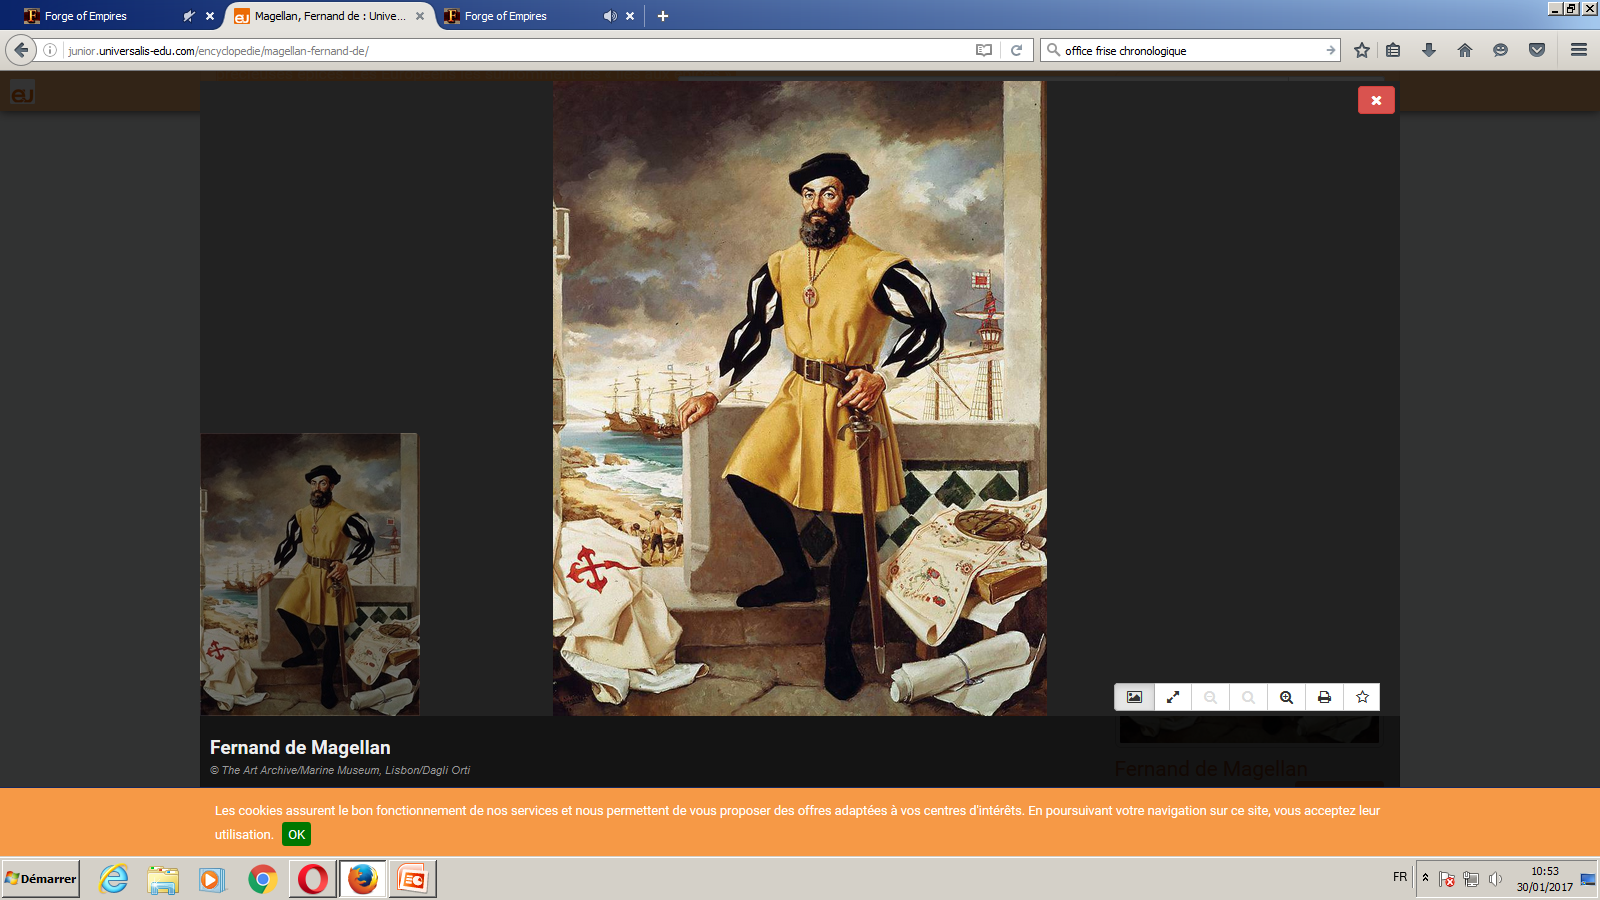 Forge of Empires
Magellan, Fernand de : Unive...
Forge of Empires
junior.universalis-edu.com/encyclopedie/magellan-fernand-de/
office frise chronologique
eu
Fernand de Magellan
© The Art Archive/Marine Museum, Lisbon/Dagli Orti
Fernand de Magellan
Les cookies assurent le bon fonctionnement de nos services et nous permettent de vous proposer des offres adaptées à vos centres d'intérêts. En poursuivant votre navigation sur ce site, vous acceptez leur
utilisation. OK
Démarrer
FR
10:53
30/01/2017